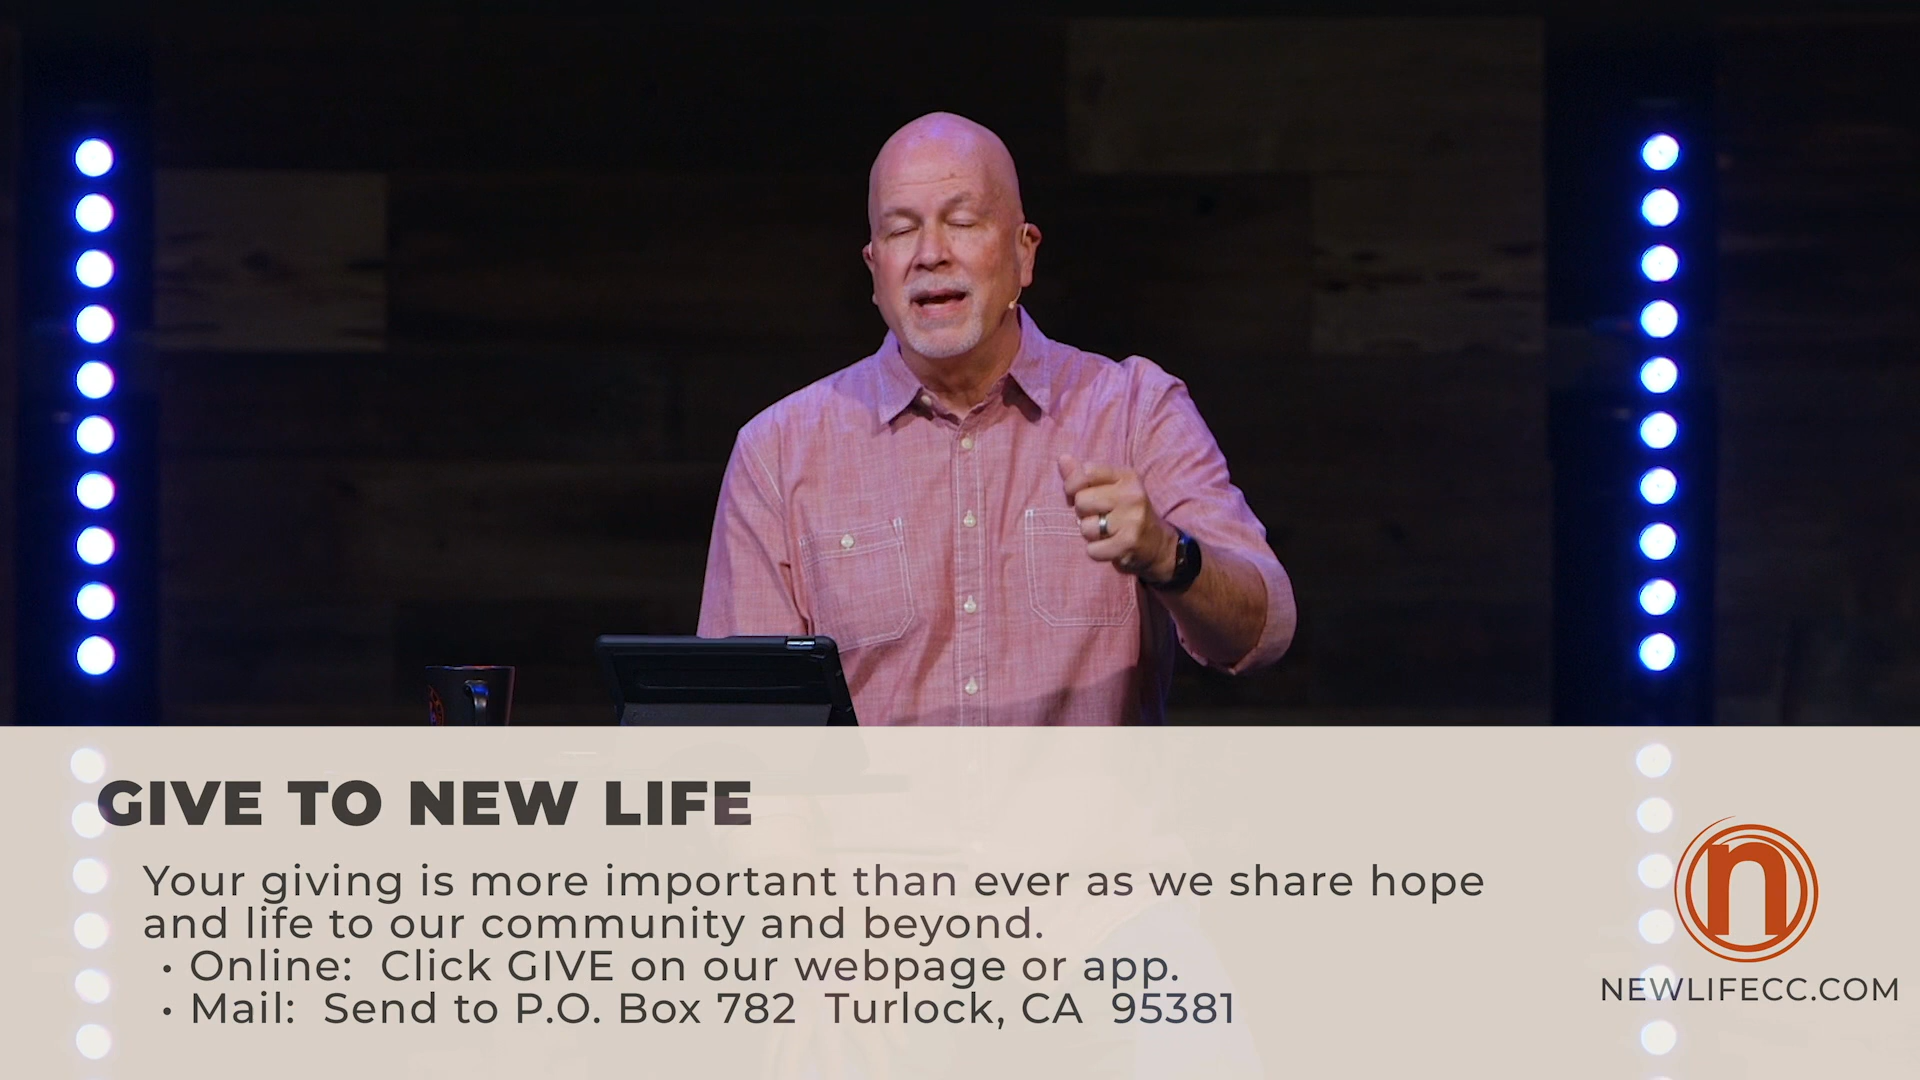 GIVE TO NEW LIFE
Your giving is more important than ever as we share hope
and life to our community and beyond.
• Online:  Click GIVE on our webpage or app.
• Mail:  Send to P.O. Box 782  Turlock, CA  95381
n
NEWLIFECC.COM